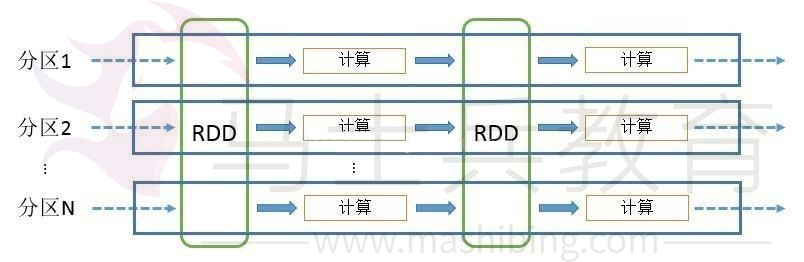 分区1 计算 计算
分区2 RDD 计算 RDD 计算
⋮ ⋮
分区N 计算 计算
马士兵教育
www.mashibing.com